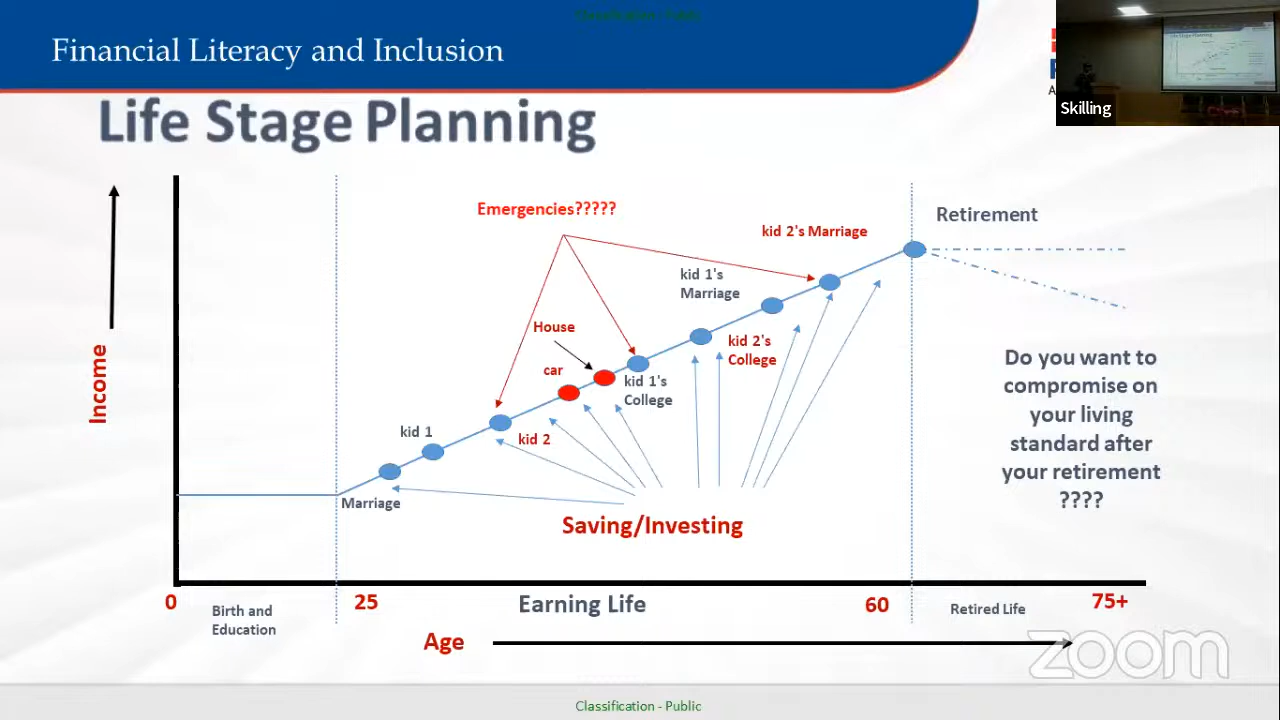 Classification - Public
Financial Literacy and Inclusion
Skilling
Life Stage Planning
Emergencies?????
kid 2's Marriage
Retirement
kid 1's
Marriage
House
kid 2's
College
car
kid 1's
College
Income
kid 1
kid 2
Marriage
Saving/Investing
Do you want to
compromise on
your living
standard after
your retirement
????
0
Birth and
Education
25
Earning Life
60
Retired Life
75+
Age
zoom
Classification - Public